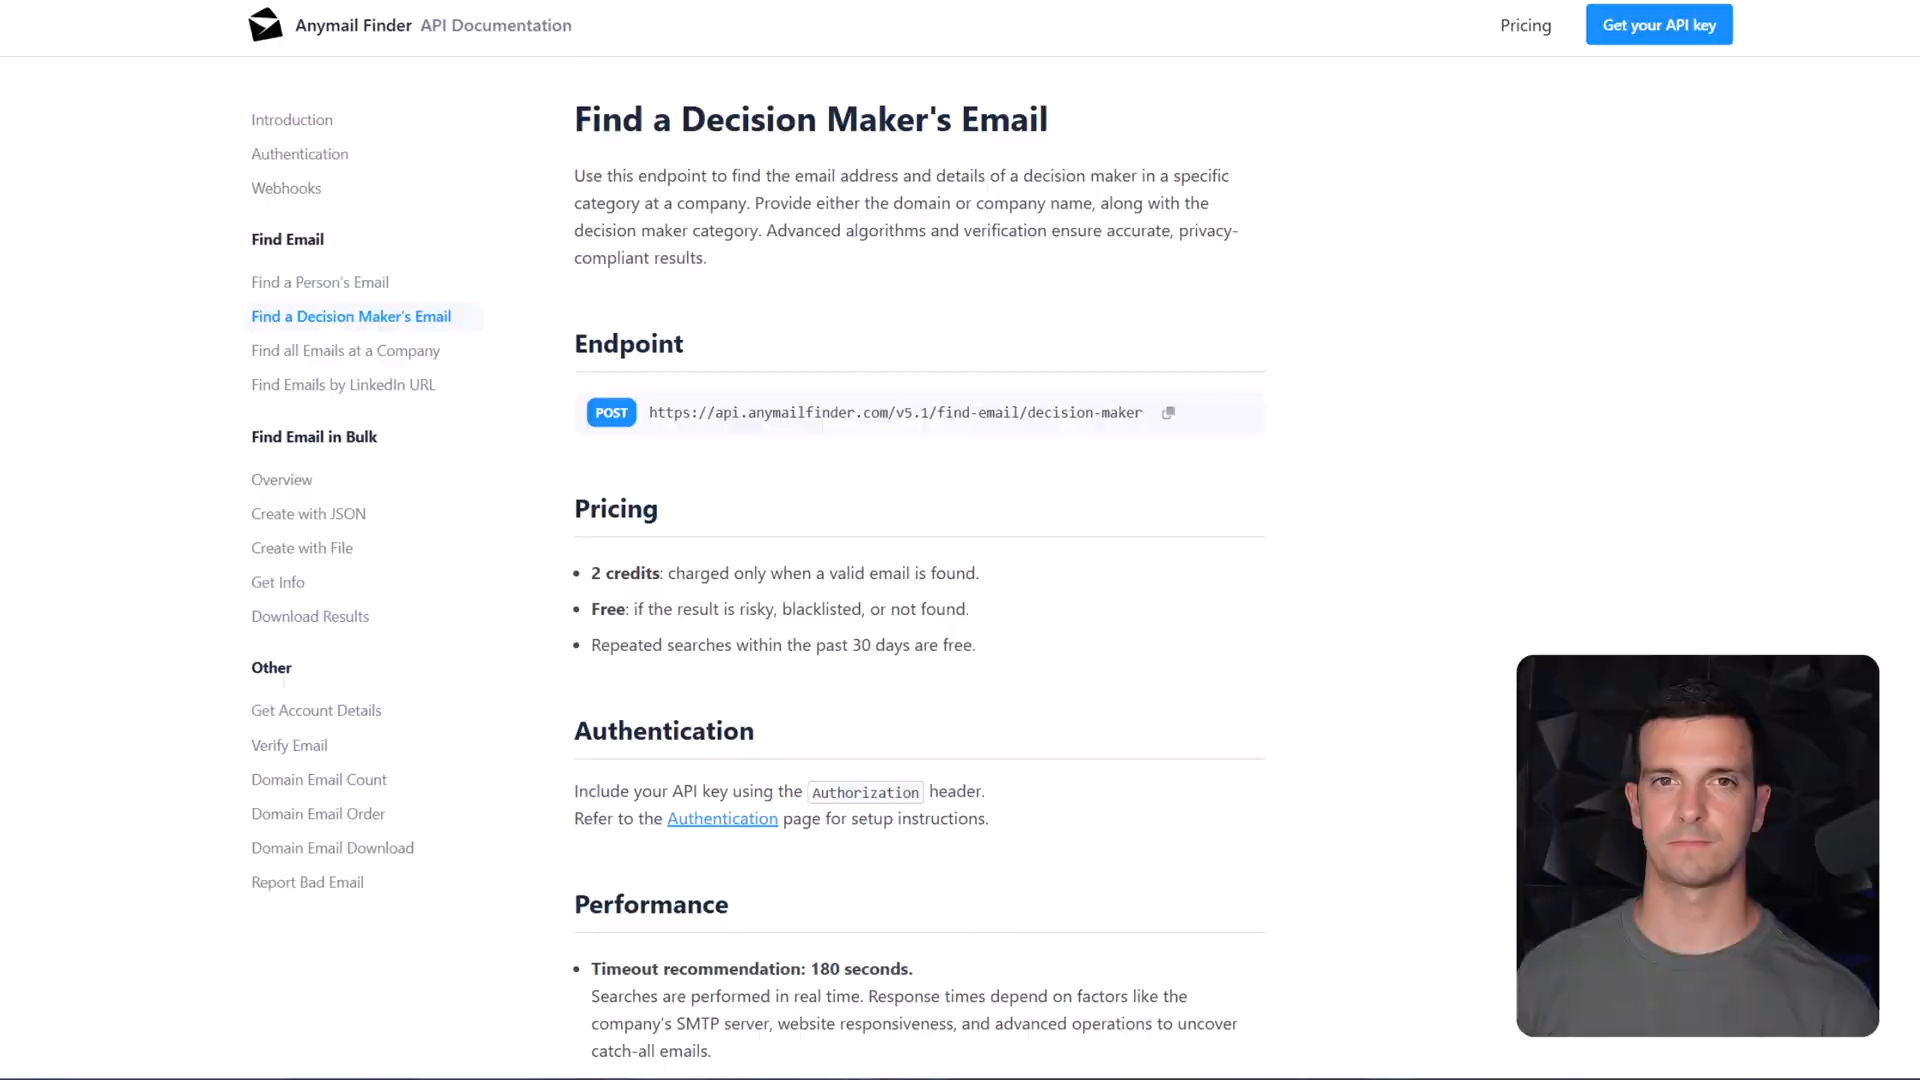 Anymail Finder API Documentation
Pricing
Get your API key
Introduction
Authentication
Webhooks
Find Email
Find a Person's Email
Find a Decision Maker's Email
Find all Emails at a Company
Find Emails by LinkedIn URL
Find Email in Bulk
Overview
Create with JSON
Create with File
Get Info
Download Results
Other
Get Account Details
Verify Email
Domain Email Count
Domain Email Order
Domain Email Download
Report Bad Email
Find a Decision Maker's Email
Use this endpoint to find the email address and details of a decision maker in a specific
category at a company. Provide either the domain or company name, along with the
decision maker category. Advanced algorithms and verification ensure accurate, privacy-
compliant results.
Endpoint
POST https://api.anymailfinder.com/v5.1/find-email/decision-maker
Pricing
• 2 credits: charged only when a valid email is found.
• Free: if the result is risky, blacklisted, or not found.
• Repeated searches within the past 30 days are free.
Authentication
Include your API key using the Authorization header.
Refer to the Authentication page for setup instructions.
Performance
• Timeout recommendation: 180 seconds.
Searches are performed in real time. Response times depend on factors like the
company's SMTP server, website responsiveness, and advanced operations to uncover
catch-all emails.